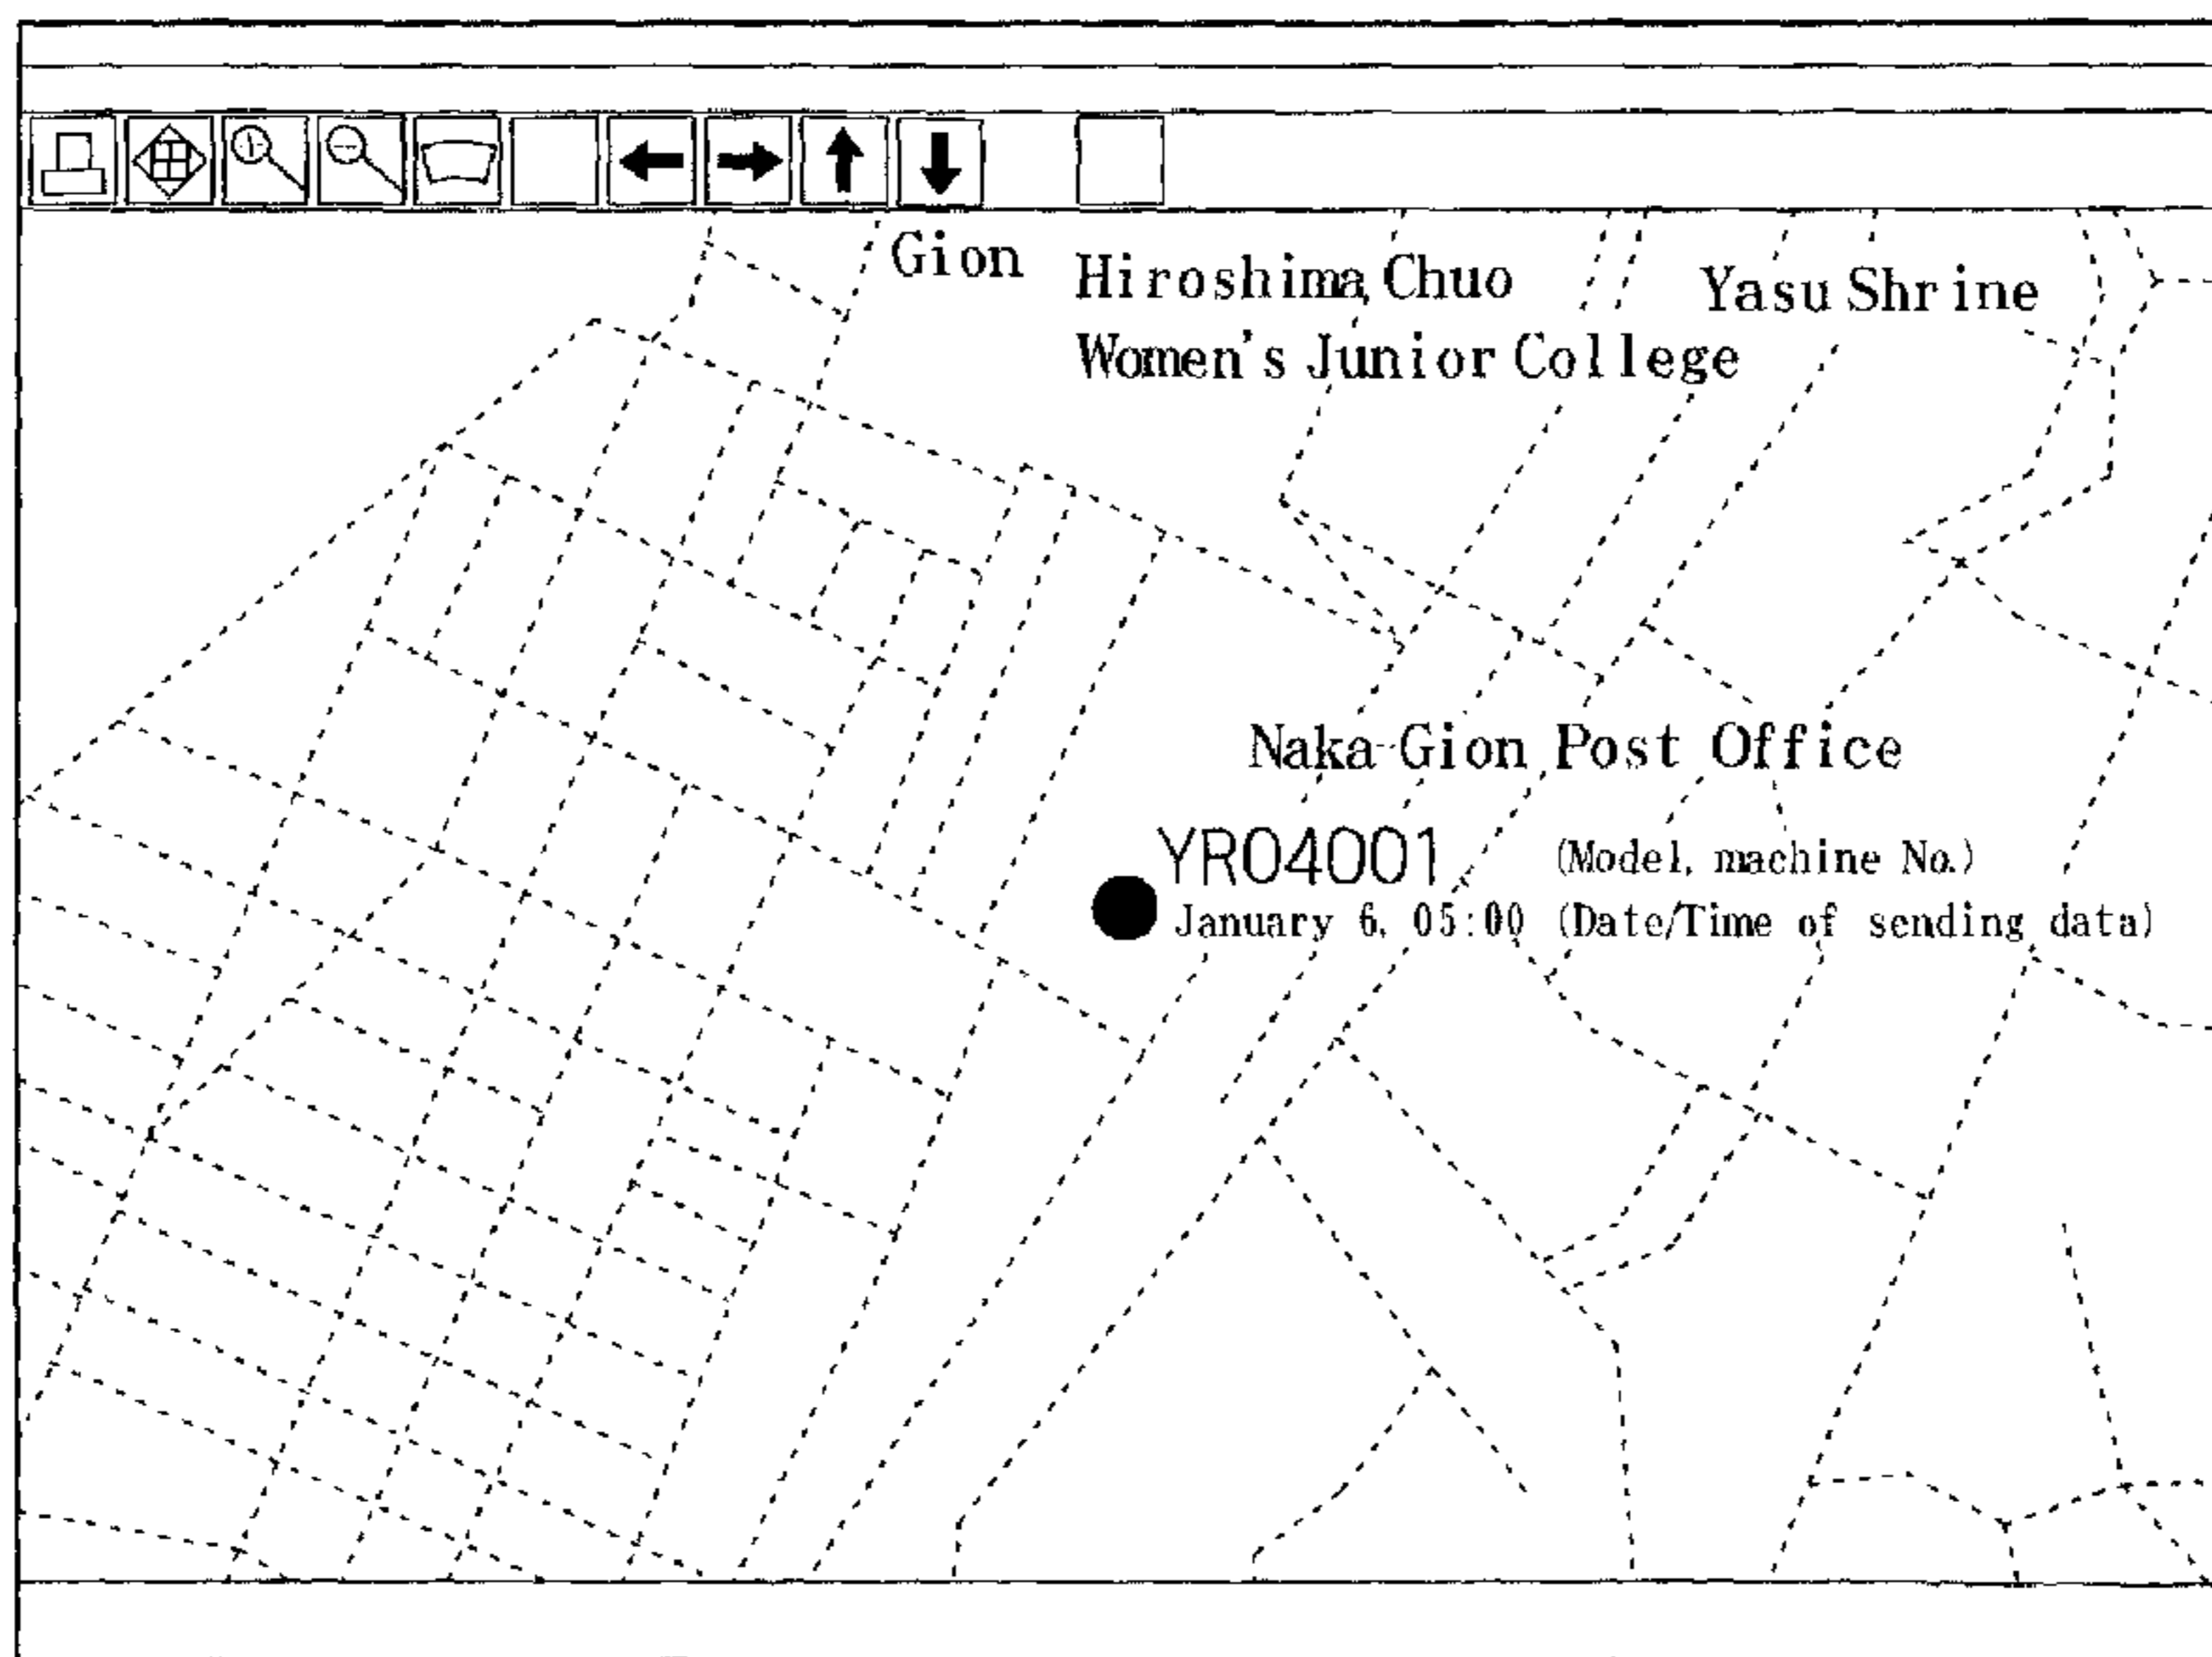 Gion
Hiroshima Chuo
Women's Junior College
Yasu Shrine
Naka-Gion Post Office
YR04001 (Model, machine No.)
January 6, 05:00 (Date/Time of sending data)